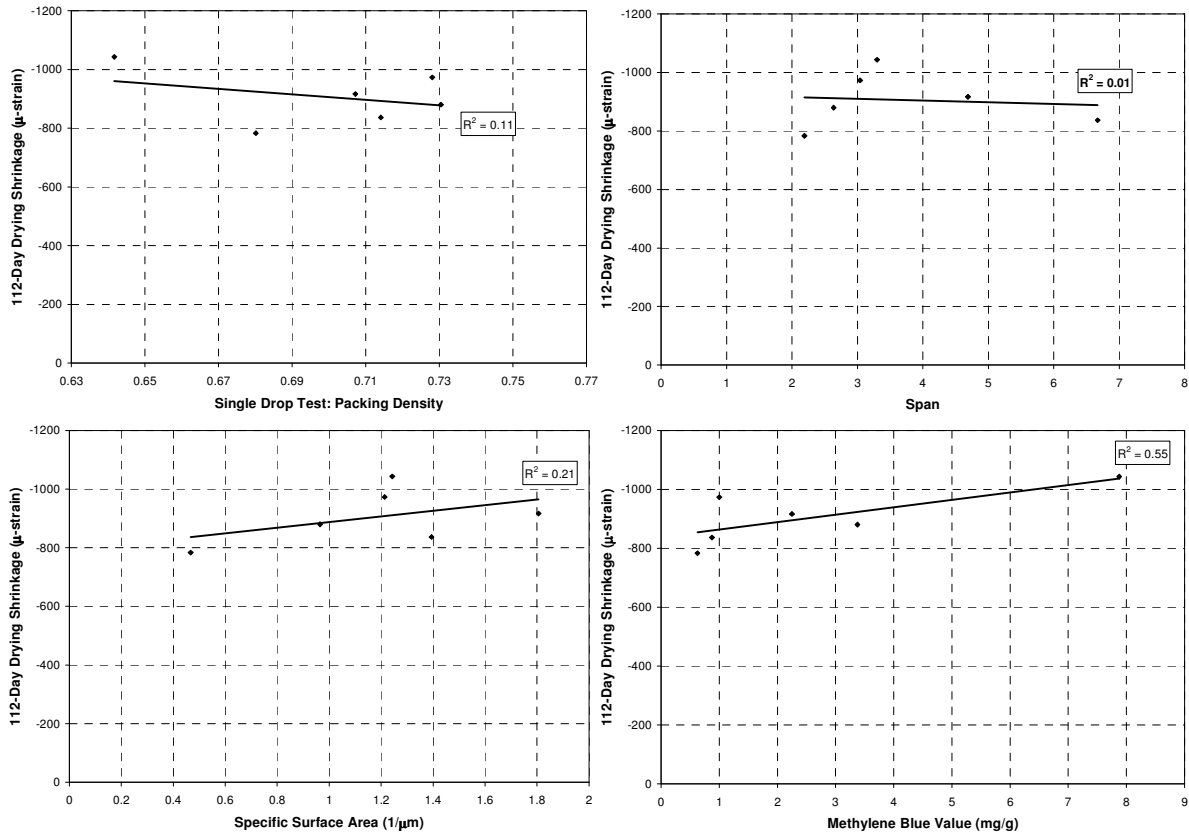 112-Day Drying Shrinkage (μ-strain)
-1200
-1000
-800
-600
-400
-200
0
R² = 0.11
0.63 0.65 0.67 0.69 0.71 0.73 0.75 0.77
Single Drop Test: Packing Density
112-Day Drying Shrinkage (μ-strain)
-1200
-1000
-800
-600
-400
-200
0
R² = 0.01
0 1 2 3 4 5 6 7 8
Span
112-Day Drying Shrinkage (μ-strain)
-1200
-1000
-800
-600
-400
-200
0
R² = 0.21
0 0.2 0.4 0.6 0.8 1 1.2 1.4 1.6 1.8 2
Specific Surface Area (1/μm)
112-Day Drying Shrinkage (μ-strain)
-1200
-1000
-800
-600
-400
-200
0
R² = 0.55
0 1 2 3 4 5 6 7 8 9
Methylene Blue Value (mg/g)